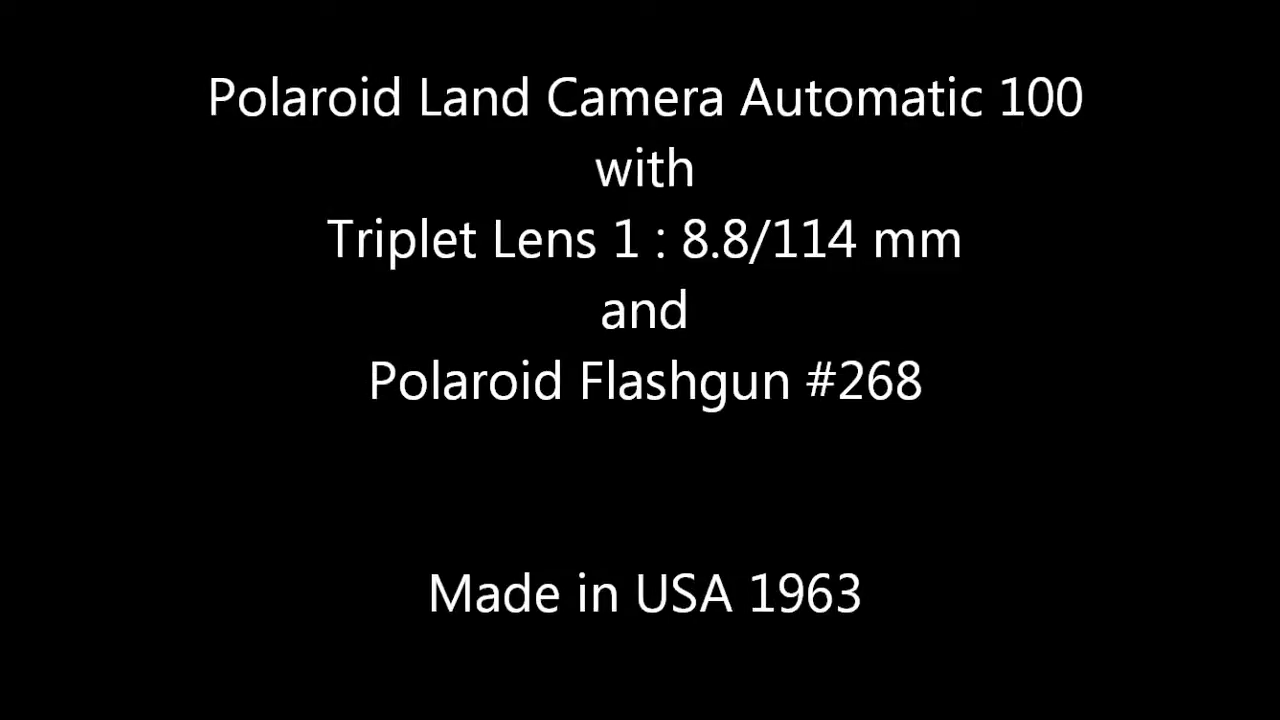 Polaroid Land Camera Automatic 100
with
Triplet Lens 1 : 8.8/114 mm
and
Polaroid Flashgun #268
Made in USA 1963